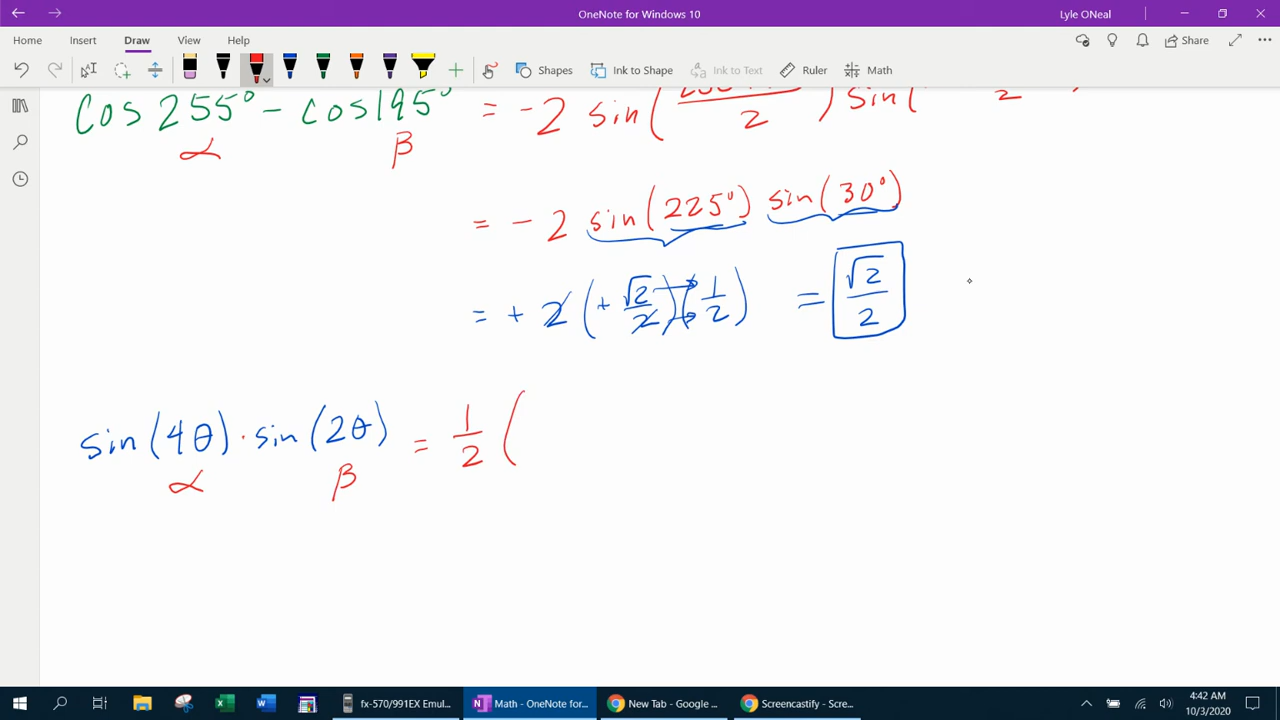 OneNote for Windows 10
Lyle ONeal
Home Insert Draw View Help
Share
Shapes Ink to Shape Ink to Text Ruler Math
cos 255° - cos 195° = -2 sin( 2 ) sin( 2
α β
= -2 sin(225°) sin(30°)
= + 2 (+ √2/2)(1/2) = √2/2
sin(4θ)·sin(2θ) = 1/2 (
α β
fx-570/991EX Emul... Math - OneNote for ... New Tab - Google ... Screencastify - Scre...
4:42 AM
10/3/2020